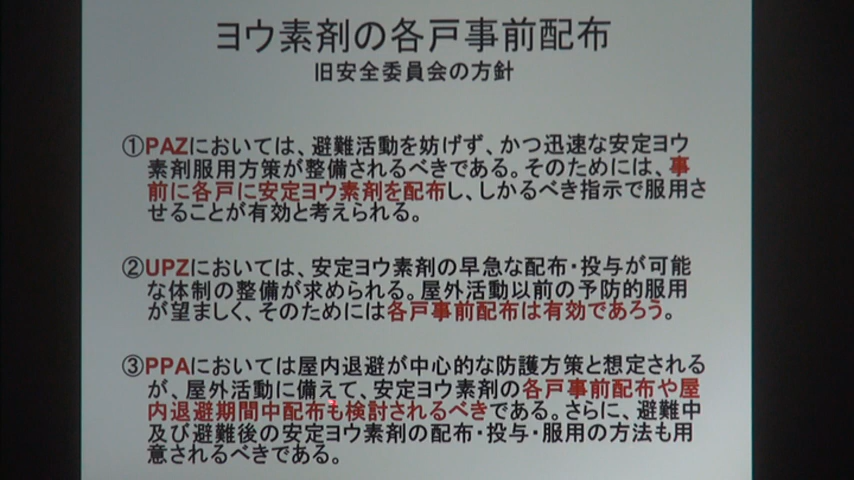 ヨウ素剤の各戸事前配布
旧安全委員会の方針
①PAZにおいては、避難活動を妨げず、かつ迅速な安定ヨウ
素剤服用方策が整備されるべきである。そのためには、事
前に各戸に安定ヨウ素剤を配布し、しかるべき指示で服用さ
せることが有効と考えられる。
②UPZにおいては、安定ヨウ素剤の早急な配布・投与が可能
な体制の整備が求められる。屋外活動以前の予防的服用
が望ましく、そのためには各戸事前配布は有効であろう。
③PPAにおいては屋内退避が中心的な防護方策と想定される
が、屋外活動に備えて、安定ヨウ素剤の各戸事前配布や屋
内退避期間中配布も検討されるべきである。さらに、避難中
及び避難後の安定ヨウ素剤の配布・投与・服用の方法も用
意されるべきである。